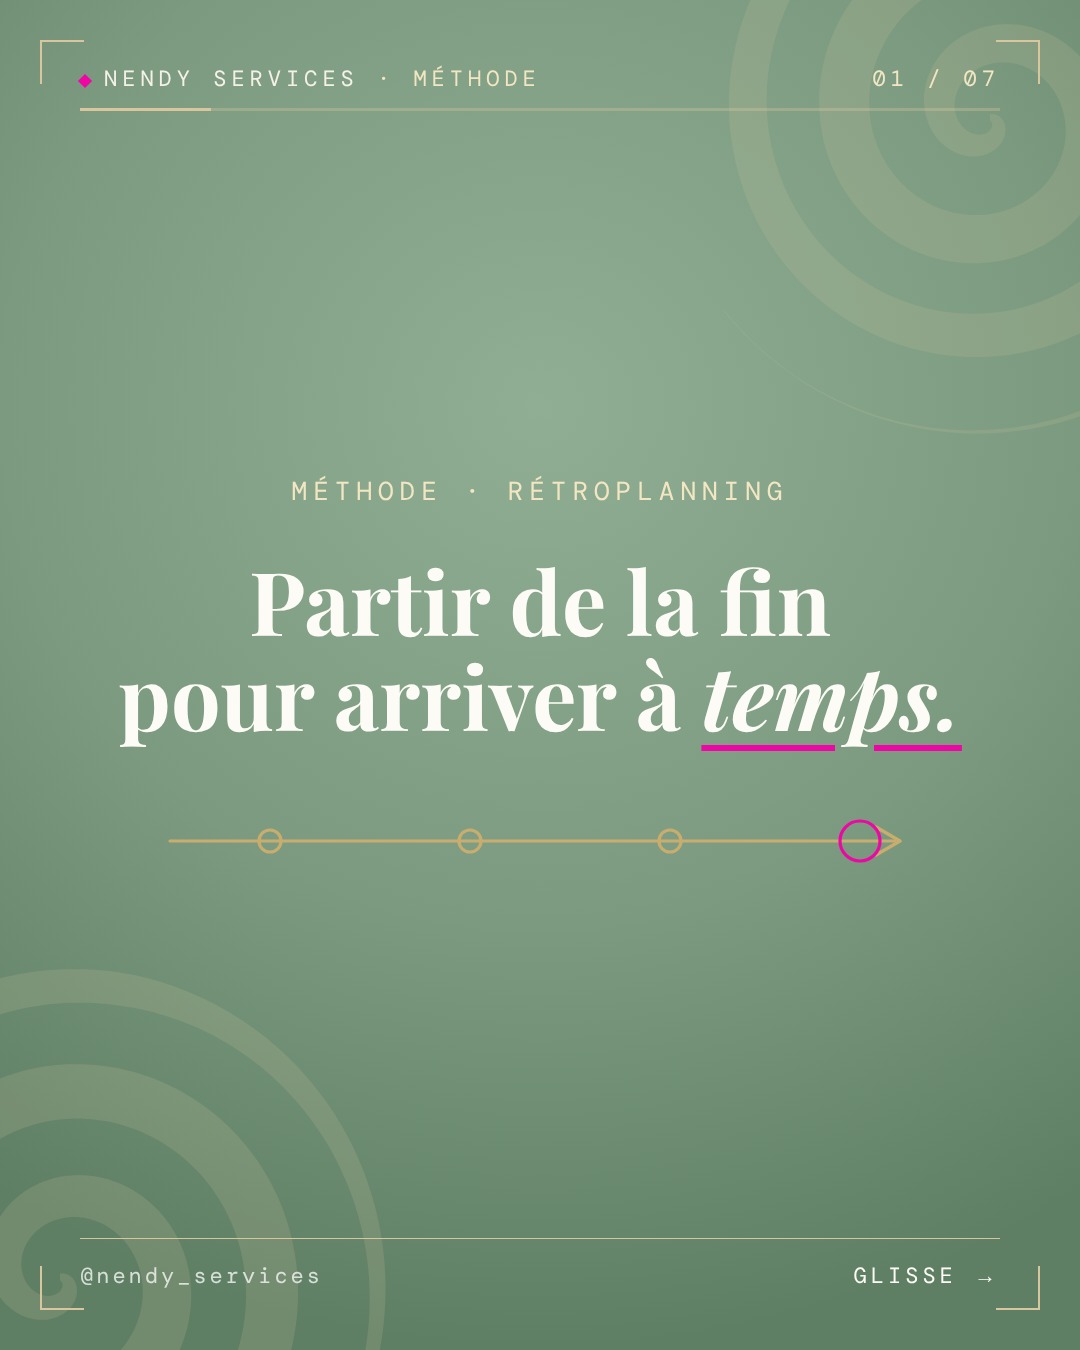 ◆ NENDY SERVICES · MÉTHODE
01 / 07
MÉTHODE · RÉTROPLANNING
Partir de la fin
pour arriver à temps.
@nendy_services
GLISSE →